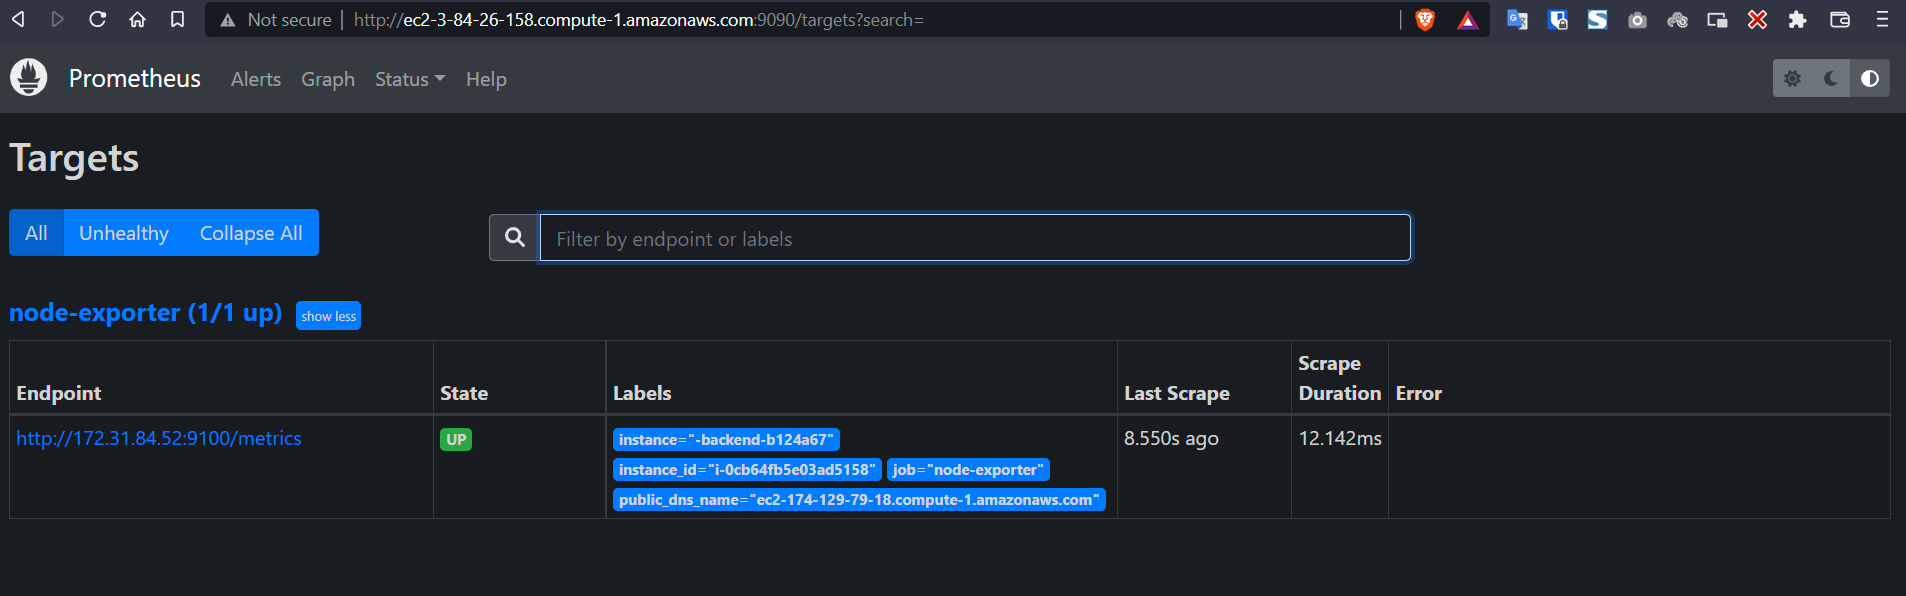 Not secure | http://ec2-3-84-26-158.compute-1.amazonaws.com:9090/targets?search=
Prometheus Alerts Graph Status Help
Targets
All Unhealthy Collapse All
Filter by endpoint or labels
node-exporter (1/1 up) show less
Endpoint State Labels Last Scrape Scrape Duration Error
http://172.31.84.52:9100/metrics UP instance="-backend-b124a67" 8.550s ago 12.142ms
instance_id="i-0cb64fb5e03ad5158" job="node-exporter"
public_dns_name="ec2-174-129-79-18.compute-1.amazonaws.com"